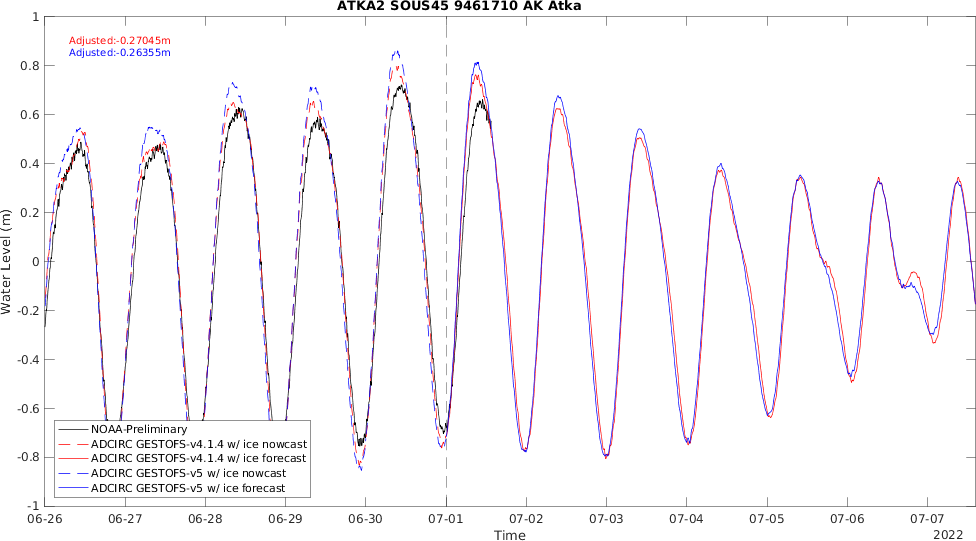 ATKA2 SOUS45 9461710 AK Atka
Adjusted:-0.27045m
Adjusted:-0.26355m
1
0.8
0.6
0.4
0.2
0
-0.2
-0.4
-0.6
-0.8
-1
Water Level (m)
NOAA-Preliminary
ADCIRC GESTOFS-v4.1.4 w/ ice nowcast
ADCIRC GESTOFS-v4.1.4 w/ ice forecast
ADCIRC GESTOFS-v5 w/ ice nowcast
ADCIRC GESTOFS-v5 w/ ice forecast
06-26 06-27 06-28 06-29 06-30 07-01 07-02 07-03 07-04 07-05 07-06 07-07
Time
2022